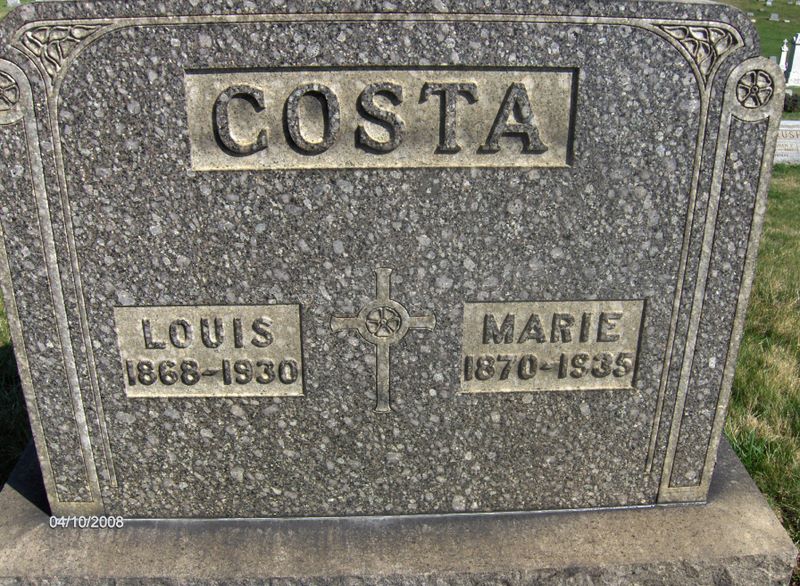 COSTA
LOUIS
1868-1930
MARIE
1870-1935
04/10/2008